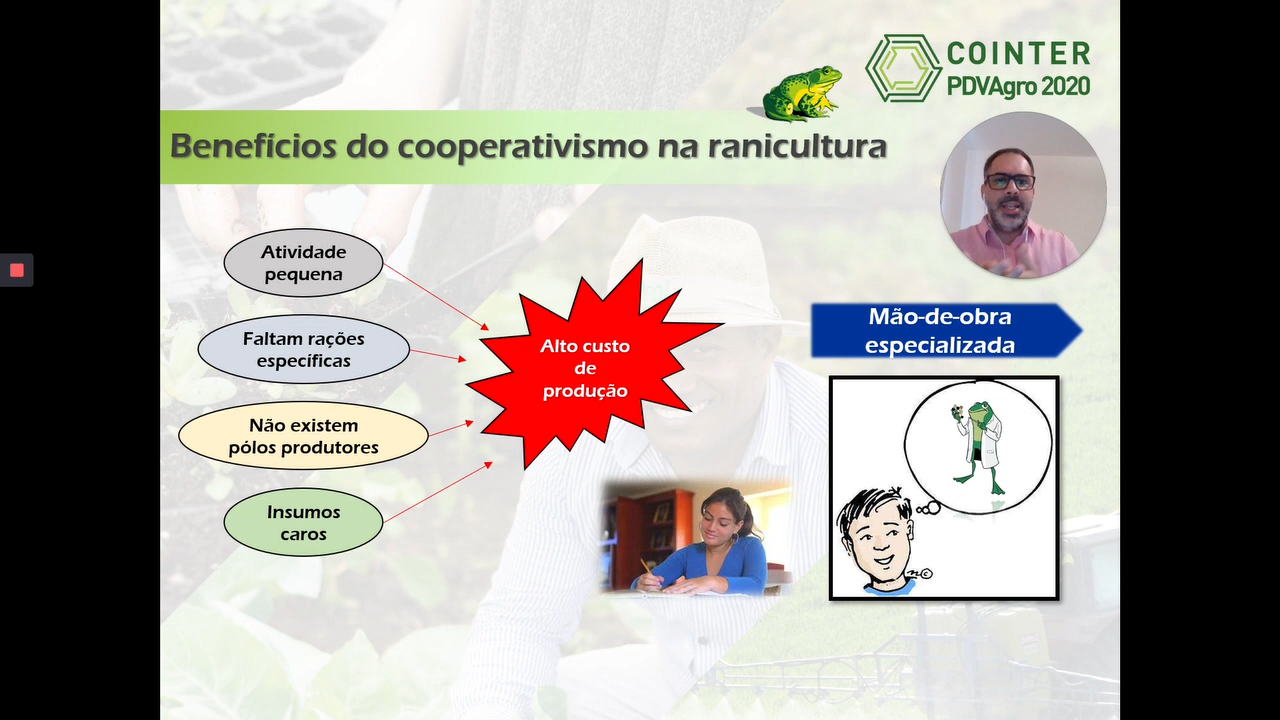 COINTER
PDVAgro 2020
Benefícios do cooperativismo na ranicultura
Atividade
pequena
Faltam rações
específicas
Não existem
pólos produtores
Insumos
caros
Alto custo
de
produção
Mão-de-obra
especializada